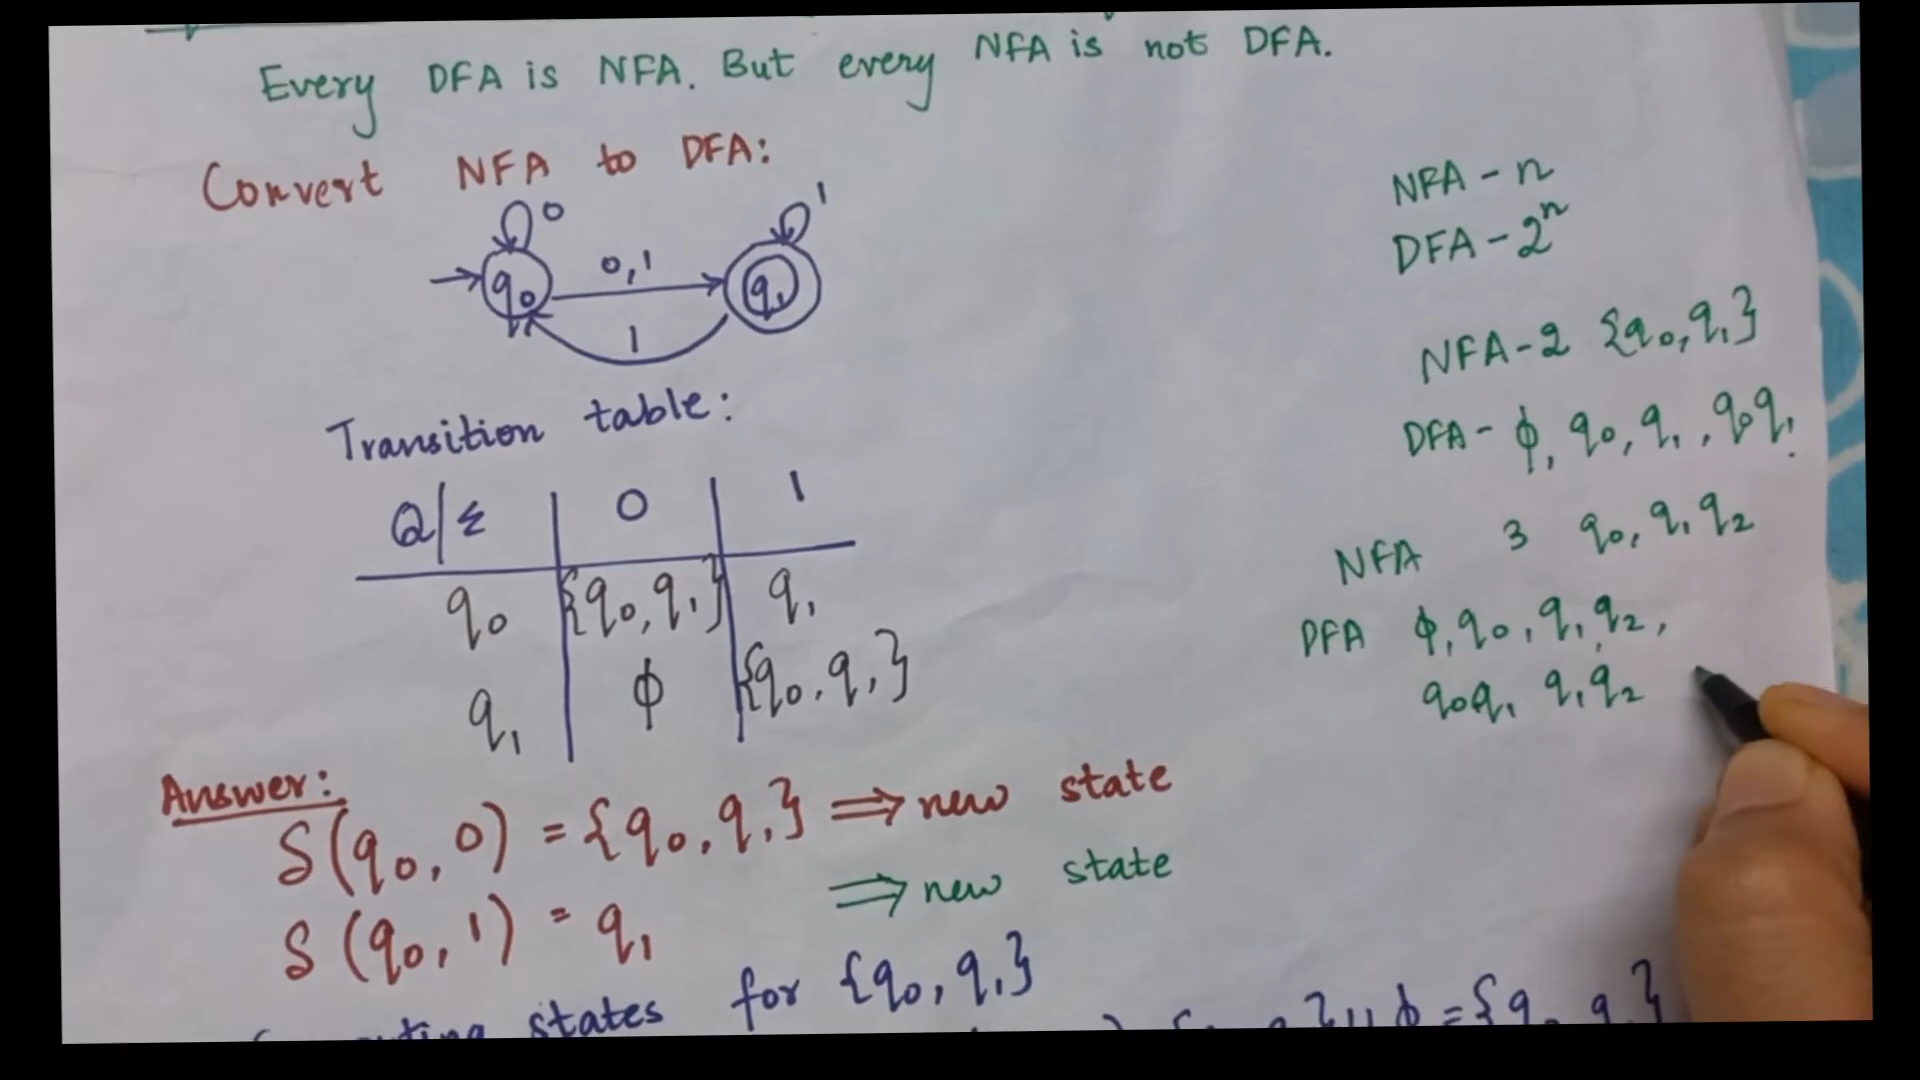 Every DFA is NFA. But every NFA is not DFA.
Convert NFA to DFA:
0
1
q0
0,1
q1
1
Transition table:
Q/Σ 0 1
q0 {q0,q1} q1
q1 ϕ {q0,q1}
Answer:
δ(q0,0) = {q0,q1} ⟹ new state
δ(q0,1) = q1 ⟹ new state
states for {q0,q1}
ϕ = {q0 q1}
NFA - n
DFA - 2ⁿ
NFA - 2 {q0,q1}
DFA - ϕ, q0, q1, q0q1
NFA 3 q0, q1 q2
DFA ϕ, q0, q1, q2,
q0q1 q1q2